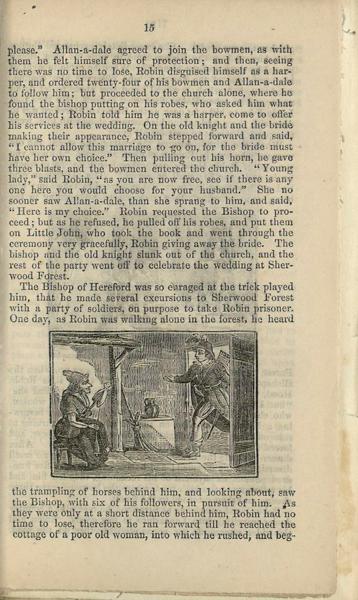 15
please." Allan-a-dale agreed to join the bowmen, as with
them he felt himself sure of protection; and then, seeing
there was no time to lose, Robin disguised himself as a har-
per, and ordered twenty-four of his bowmen and Allan-a-dale
to follow him; but proceeded to the church alone, where he
found the bishop putting on his robes, who asked him what
he wanted; Robin told him he was a harper, come to offer
his services at the wedding. On the old knight and the bride
making their appearance, Robin stepped forward and said,
"I cannot allow this marriage to go on, for the bride must
have her own choice." Then pulling out his horn, he gave
three blasts, and the bowmen entered the church. "Young
lady," said Robin, "as you are now free, see if there is any
one here you would choose for your husband." She no
sooner saw Allan-a-dale, than she sprang to him, and said,
"Here is my choice." Robin requested the Bishop to pro-
ceed; but as he refused, he pulled off his robes, and put them
on Little John, who took the book and went through the
ceremony very gracefully, Robin giving away the bride. The
bishop and the old knight slunk out of the church, and the
rest of the party went off to celebrate the wedding at Sher-
wood Forest.
The Bishop of Hereford was so enraged at the trick played
him, that he made several excursions to Sherwood Forest
with a party of soldiers, on purpose to take Robin prisoner.
One day, as Robin was walking alone in the forest, he heard
the trampling of horses behind him, and looking about, saw
the Bishop, with six of his followers, in pursuit of him. As
they were only at a short distance behind him, Robin had no
time to lose, therefore he ran forward till he reached the
cottage of a poor old woman, into which he rushed, and beg-